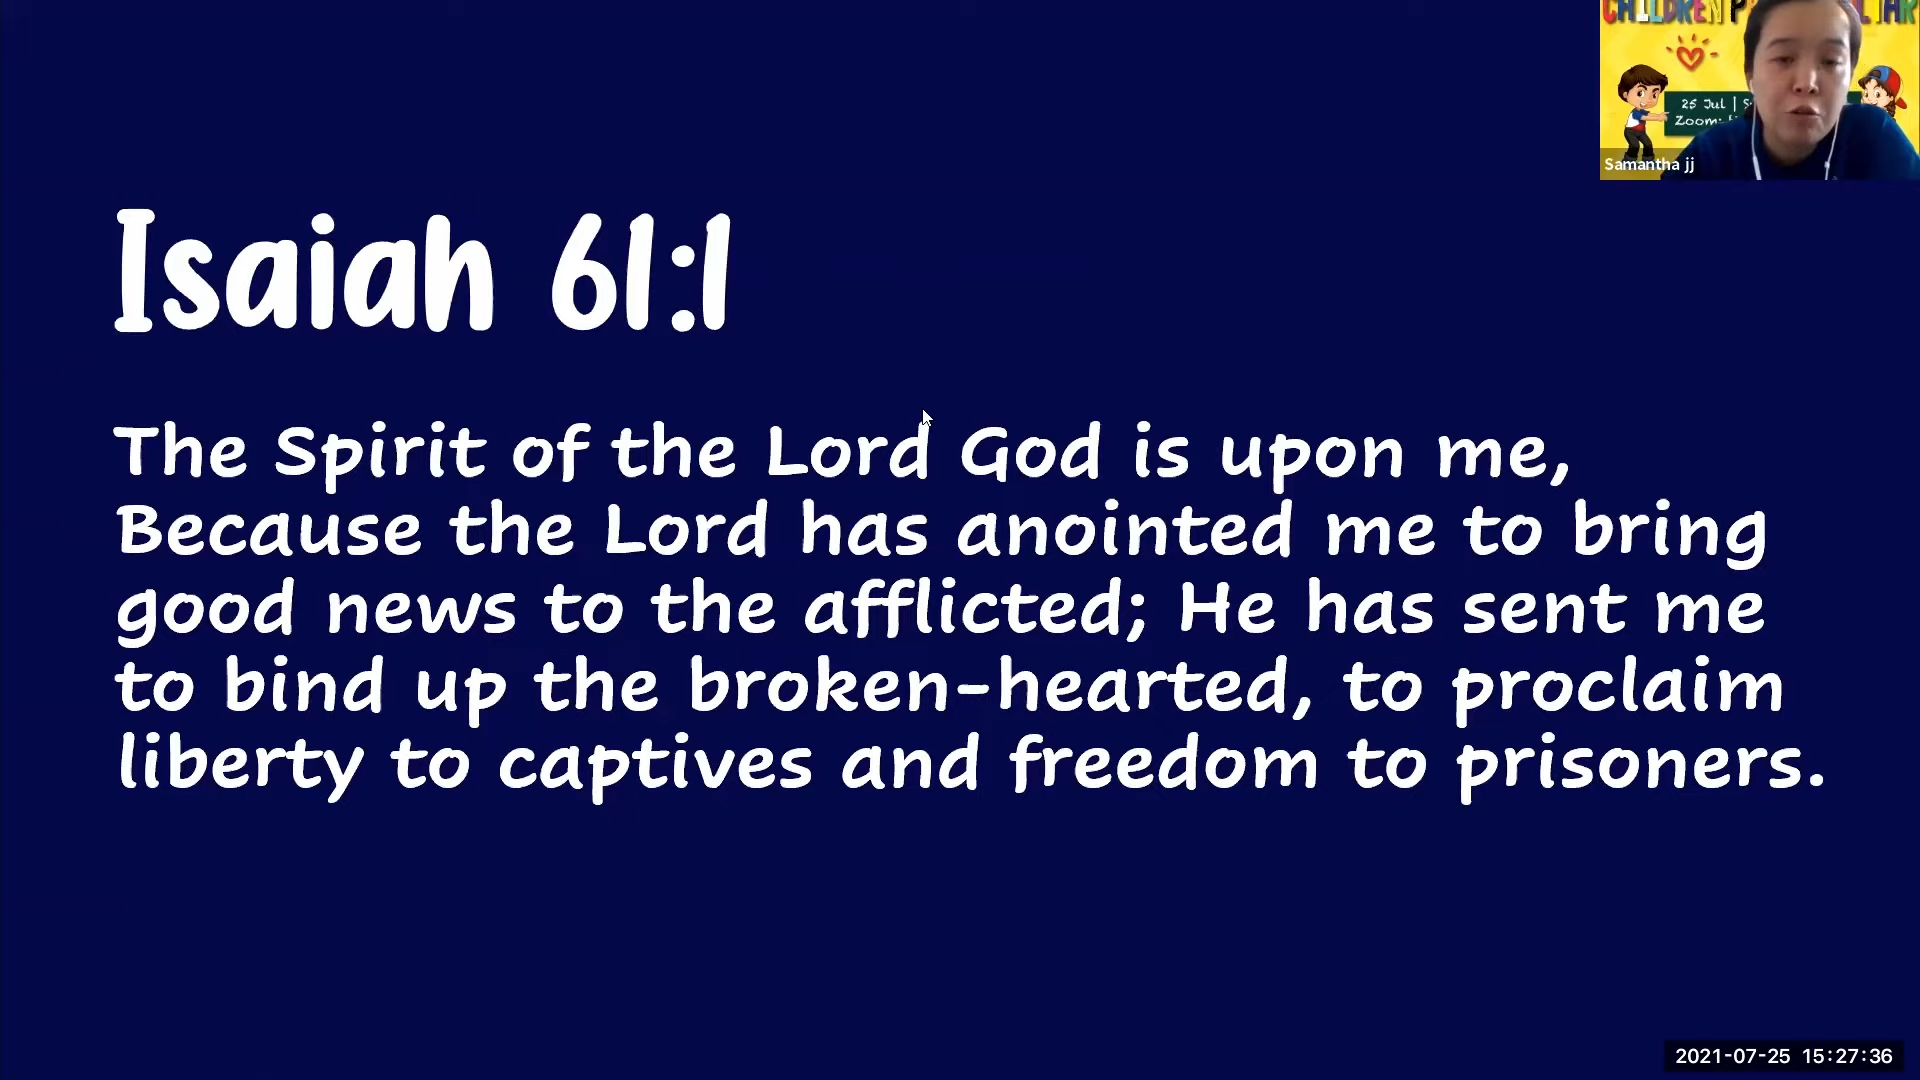 CHILDREN P
25 Jul | S
Zoom:
Samantha jj
Isaiah 61:1
The Spirit of the Lord God is upon me,
Because the Lord has anointed me to bring
good news to the afflicted; He has sent me
to bind up the broken-hearted, to proclaim
liberty to captives and freedom to prisoners.
2021-07-25 15:27:36